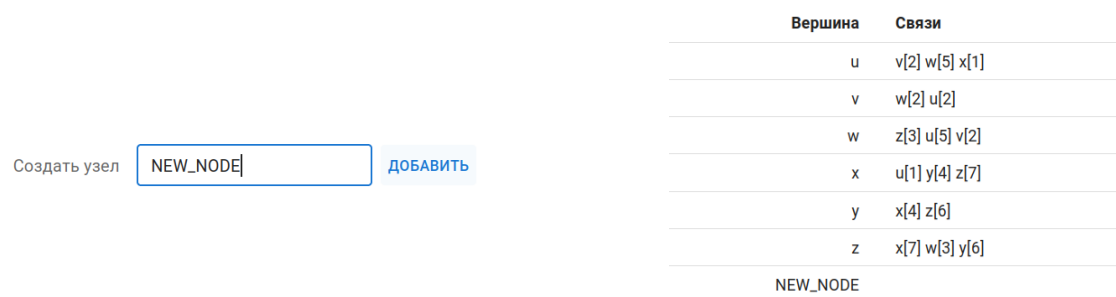 Вершина Связи
u v[2] w[5] x[1]
v w[2] u[2]
w z[3] u[5] v[2]
Создать узел NEW_NODE ДОБАВИТЬ
x u[1] y[4] z[7]
y x[4] z[6]
z x[7] w[3] y[6]
NEW_NODE